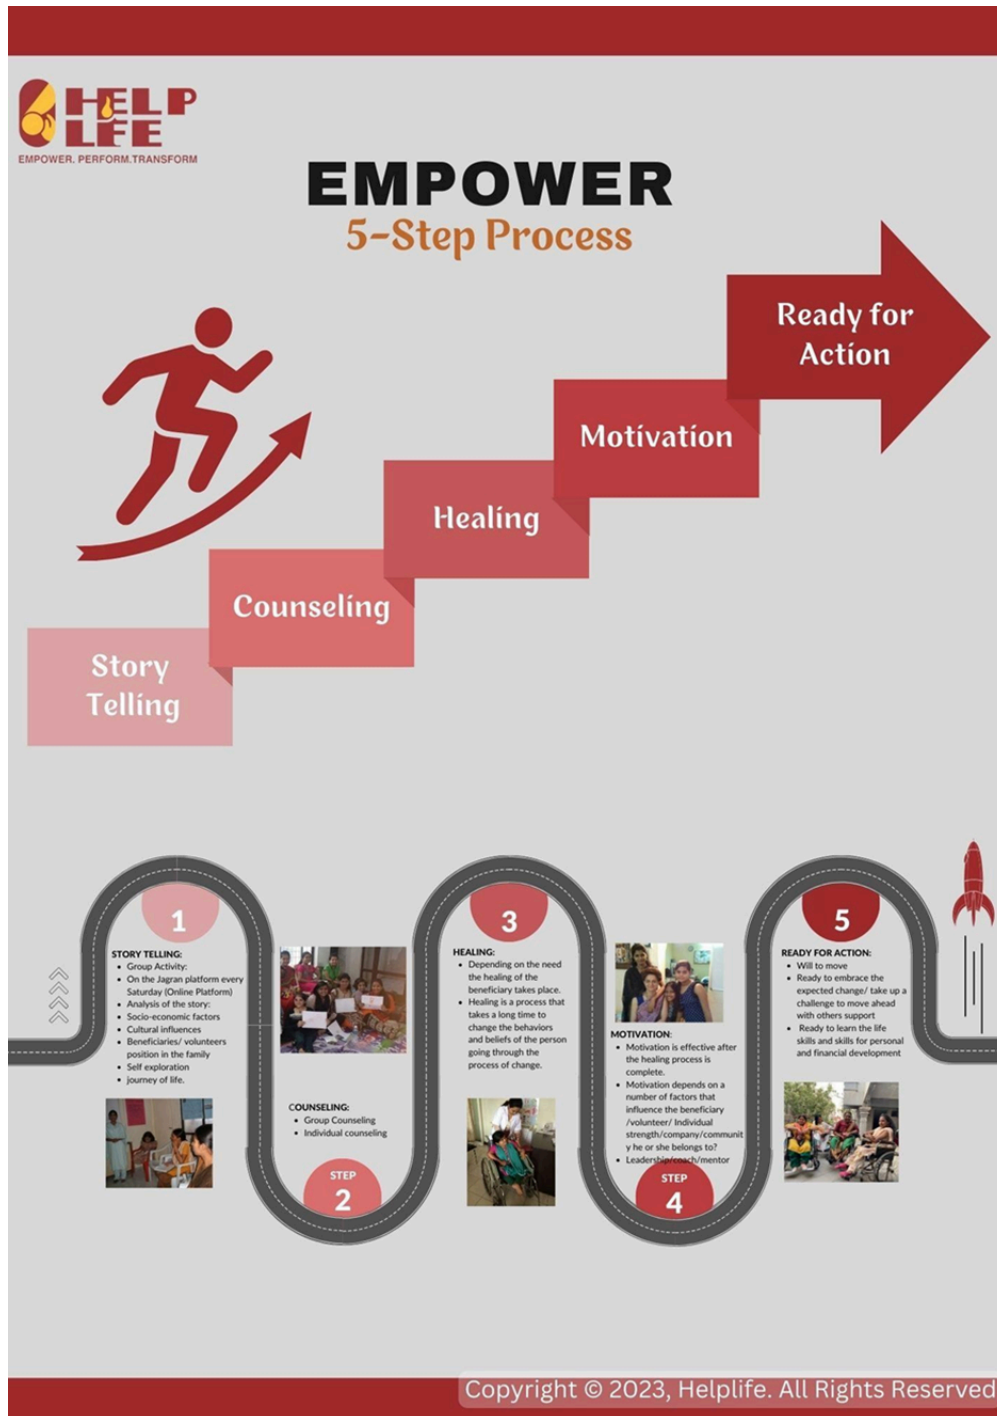 HELP
LIFE
EMPOWER. PERFORM.TRANSFORM
EMPOWER
5-Step Process
Ready for
Action
Motivation
Healing
Counseling
Story
Telling
1
STORY TELLING:
• Group Activity:
• On the Jagran platform every
Saturday (Online Platform)
• Analysis of the story:
• Socio-economic factors
• Cultural influences
• Beneficiaries/ volunteers
position in the family
• Self exploration
• journey of life.
COUNSELING:
• Group Counseling
• Individual counseling
STEP
2
3
HEALING:
• Depending on the need
the healing of the
beneficiary takes place.
• Healing is a process that
takes a long time to
change the behaviors
and beliefs of the person
going through the
process of change.
MOTIVATION:
• Motivation is effective after
the healing process is
complete.
• Motivation depends on a
number of factors that
influence the beneficiary
/volunteer/ Individual
strength/company/communit
y he or she belongs to?
• Leadership/coach/mentor
STEP
4
5
READY FOR ACTION:
• Will to move
• Ready to embrace the
expected change/ take up a
challenge to move ahead
with others support
• Ready to learn the life
skills and skills for personal
and financial development
Copyright © 2023, Helplife. All Rights Reserved